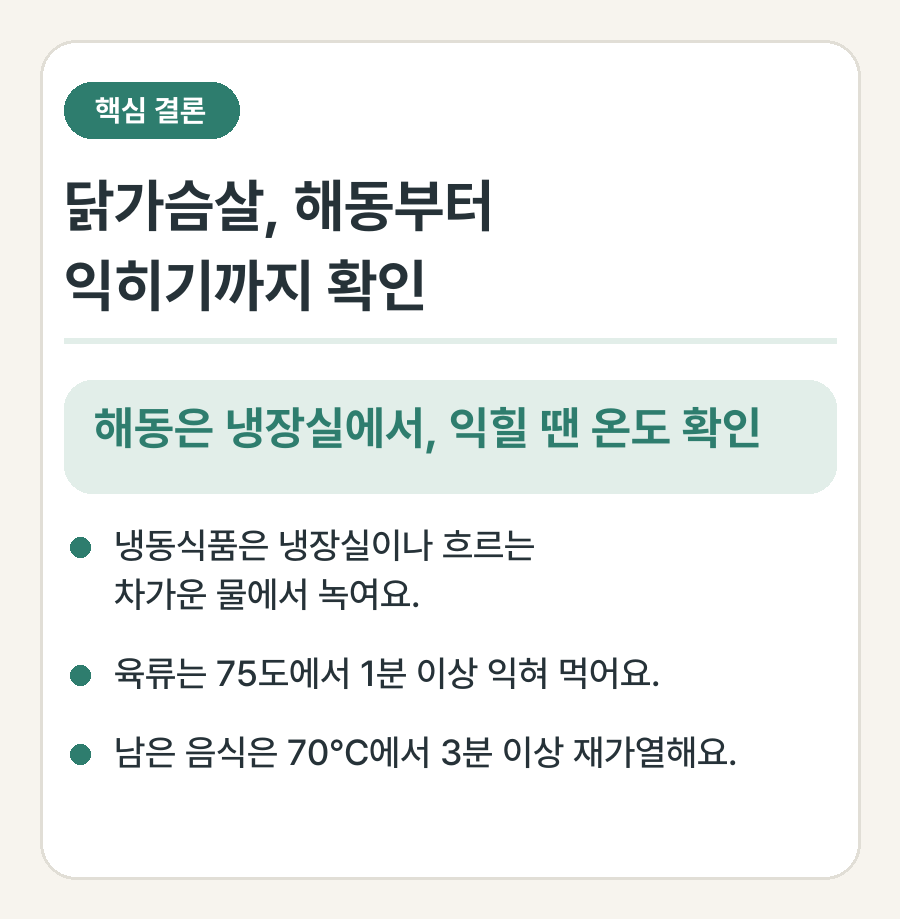 핵심 결론
닭가슴살, 해동부터
익히기까지 확인
해동은 냉장실에서, 익힐 땐 온도 확인
냉동식품은 냉장실이나 흐르는
차가운 물에서 녹여요.
육류는 75도에서 1분 이상 익혀 먹어요.
남은 음식은 70°C에서 3분 이상 재가열해요.